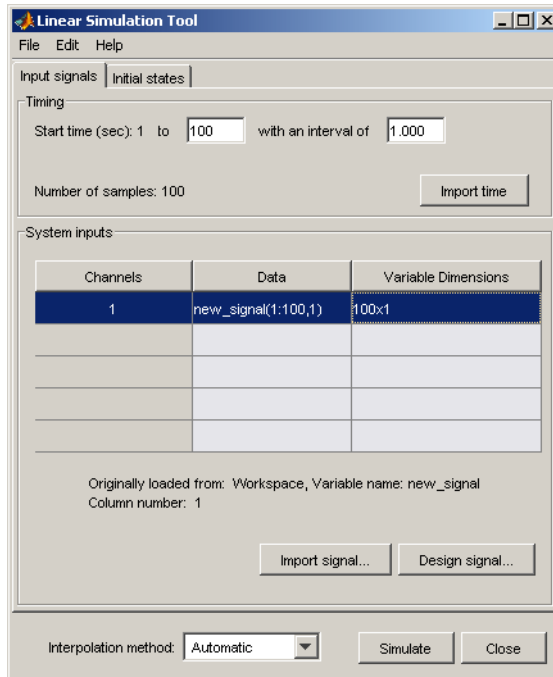 Linear Simulation Tool
File Edit Help
Input signals Initial states
Timing
Start time (sec): 1 to 100 with an interval of 1.000
Number of samples: 100 Import time
System inputs
Channels Data Variable Dimensions
1 new_signal(1:100,1) 100x1
Originally loaded from: Workspace, Variable name: new_signal
Column number: 1
Import signal... Design signal...
Interpolation method: Automatic Simulate Close